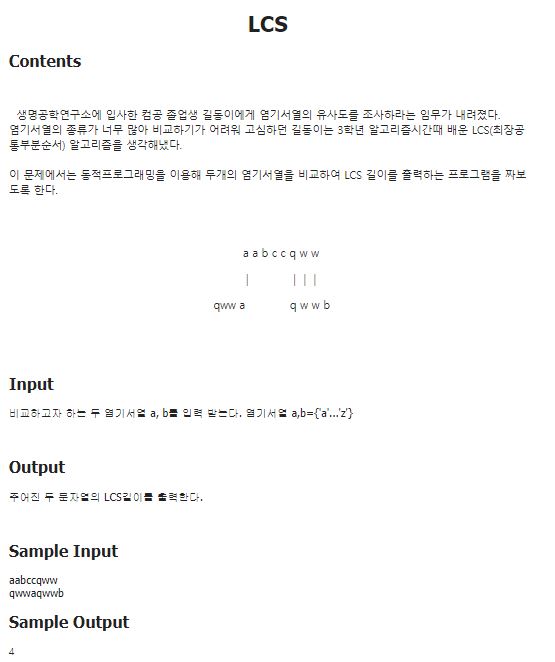 LCS
Contents
생명공학연구소에 입사한 컴공 졸업생 길동이에게 염기서열의 유사도를 조사하라는 임무가 내려졌다.
염기서열의 종류가 너무 많아 비교하기가 어려워 고심하던 길동이는 3학년 알고리즘시간때 배운 LCS(최장공
통부분순서) 알고리즘을 생각해냈다.
이 문제에서는 동적프로그래밍을 이용해 두개의 염기서열을 비교하여 LCS 길이를 출력하는 프로그램을 짜보
도록 한다.
a a b c c q w w
| | | |
qww a q w w b
Input
비교하고자 하는 두 염기서열 a, b를 입력 받는다. 염기서열 a,b={'a'...'z'}
Output
주어진 두 문자열의 LCS길이를 출력한다.
Sample Input
aabccqww
qwwaqwwb
Sample Output
4